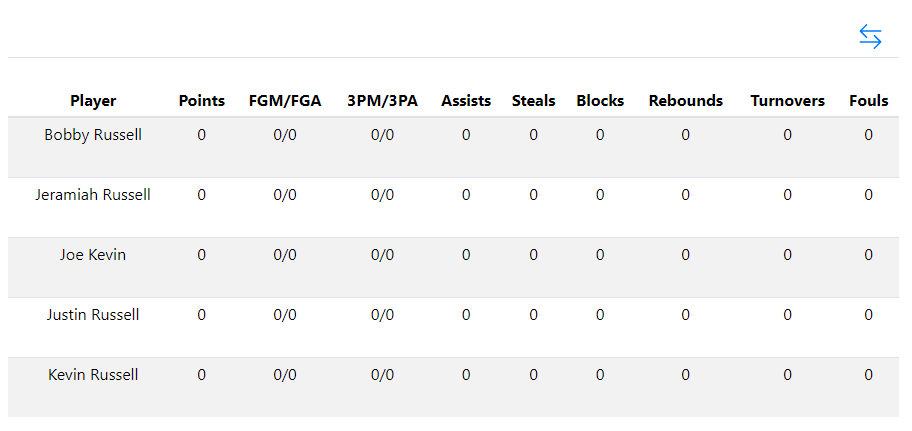 Player Points FGM/FGA 3PM/3PA Assists Steals Blocks Rebounds Turnovers Fouls
Bobby Russell 0 0/0 0/0 0 0 0 0 0 0
Jeramiah Russell 0 0/0 0/0 0 0 0 0 0 0
Joe Kevin 0 0/0 0/0 0 0 0 0 0 0
Justin Russell 0 0/0 0/0 0 0 0 0 0 0
Kevin Russell 0 0/0 0/0 0 0 0 0 0 0